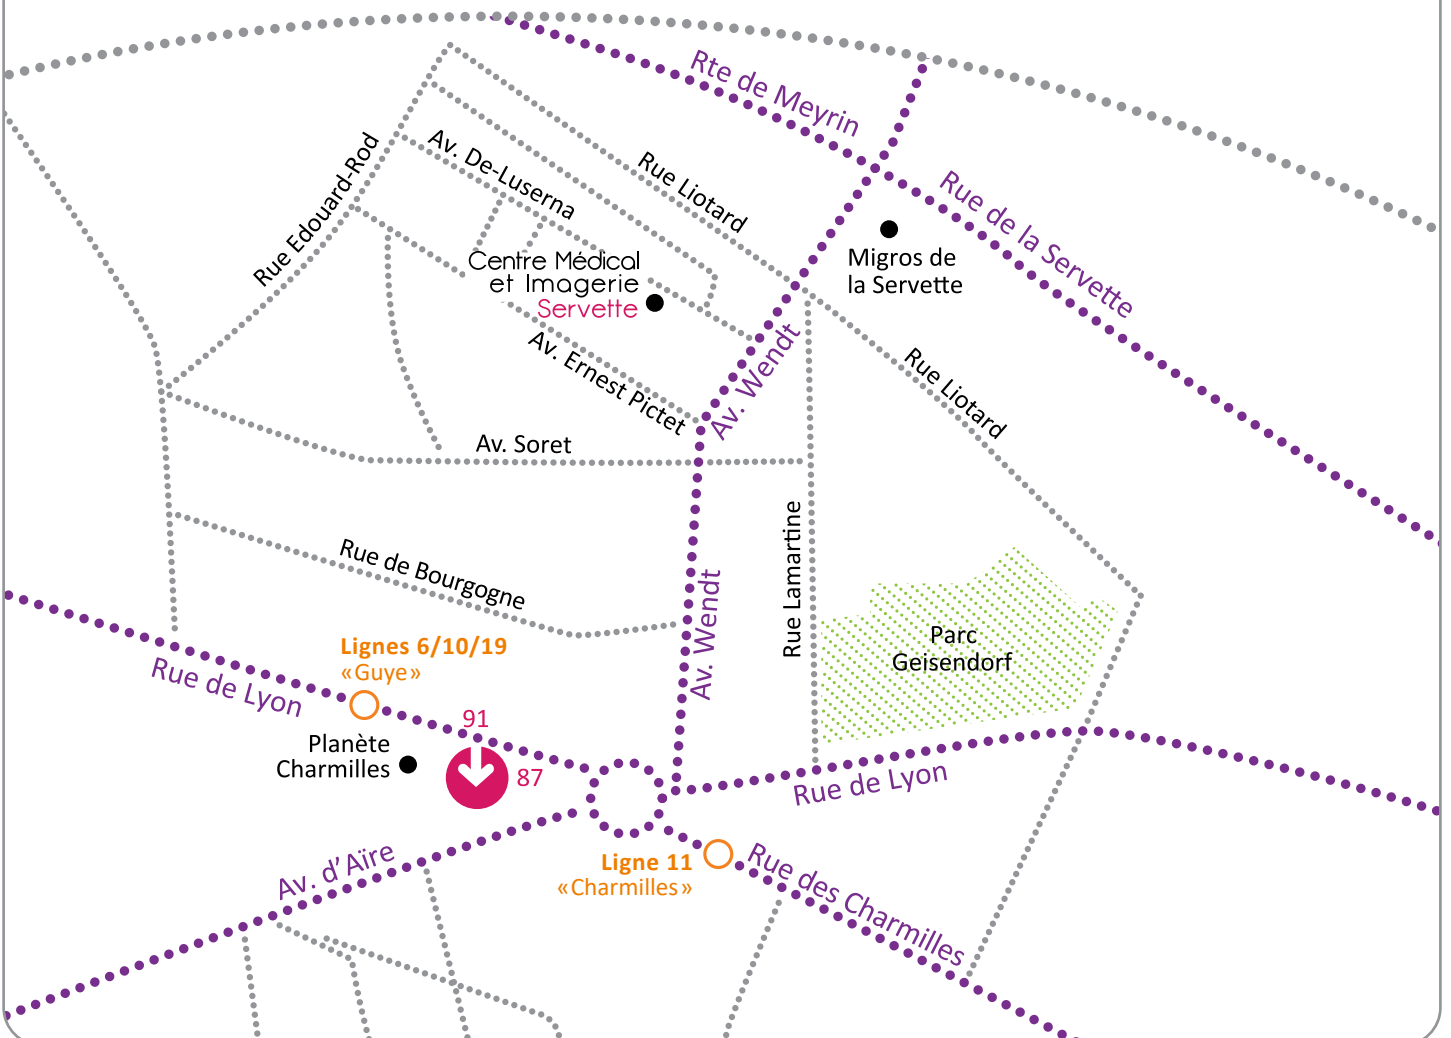 Rte de Meyrin
Av. De-Luserna
Rue Liotard
Rue Edouard-Rod
Rue de la Servette
Centre Médical
et Imagerie
Servette
Migros de
la Servette
Av. Ernest Pictet
Av. Wendt
Rue Liotard
Av. Soret
Rue Lamartine
Rue de Bourgogne
Av. Wendt
Parc
Geisendorf
Lignes 6/10/19
«Guye»
Rue de Lyon
91
87
Planète
Charmilles
Rue de Lyon
Av. d'Aïre
Ligne 11
«Charmilles»
Rue des Charmilles